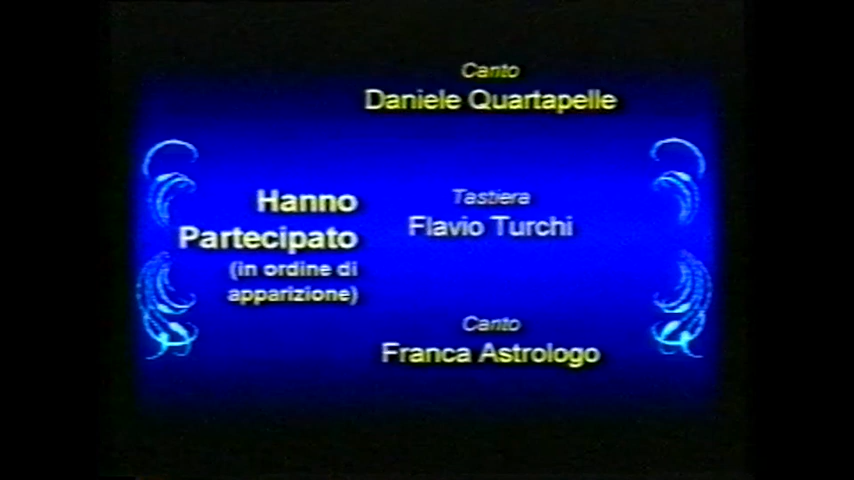 Canto
Daniele Quartapelle
Hanno
Partecipato
(in ordine di
apparizione)
Tastiera
Flavio Turchi
Canto
Franca Astrologo